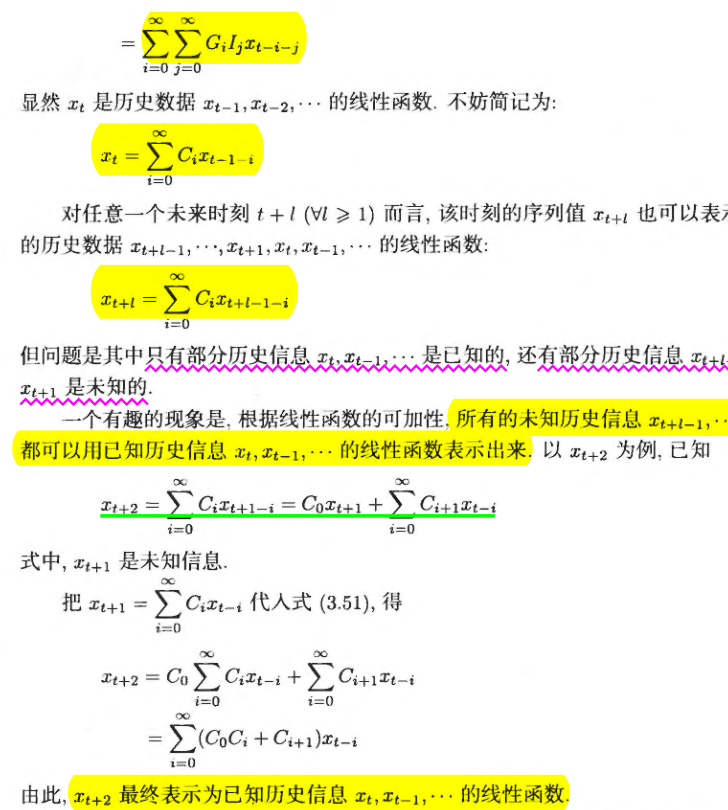 = \sum_{i=0}^{\infty} \sum_{j=0}^{\infty} G_i I_j x_{t-i-j}
显然 x_t 是历史数据 x_{t-1}, x_{t-2}, ⋯ 的线性函数. 不妨简记为:
x_t = \sum_{i=0}^{\infty} C_i x_{t-1-i}
对任意一个未来时刻 t + l (∀l ⩾ 1) 而言, 该时刻的序列值 x_{t+l} 也可以表示
的历史数据 x_{t+l-1}, ⋯, x_{t+1}, x_t, x_{t-1}, ⋯ 的线性函数:
x_{t+l} = \sum_{i=0}^{\infty} C_i x_{t+l-1-i}
但问题是其中只有部分历史信息 x_t, x_{t-1}, ⋯ 是已知的, 还有部分历史信息 x_{t+l
x_{t+1} 是未知的.
一个有趣的现象是, 根据线性函数的可加性, 所有的未知历史信息 x_{t+l-1}, ⋯
都可以用已知历史信息 x_t, x_{t-1}, ⋯ 的线性函数表示出来. 以 x_{t+2} 为例, 已知
x_{t+2} = \sum_{i=0}^{\infty} C_i x_{t+1-i} = C_0 x_{t+1} + \sum_{i=0}^{\infty} C_{i+1} x_{t-i}
式中, x_{t+1} 是未知信息.
把 x_{t+1} = \sum_{i=0}^{\infty} C_i x_{t-i} 代入式 (3.51), 得
x_{t+2} = C_0 \sum_{i=0}^{\infty} C_i x_{t-i} + \sum_{i=0}^{\infty} C_{i+1} x_{t-i}
= \sum_{i=0}^{\infty} (C_0 C_i + C_{i+1}) x_{t-i}
由此, x_{t+2} 最终表示为已知历史信息 x_t, x_{t-1}, ⋯ 的线性函数.